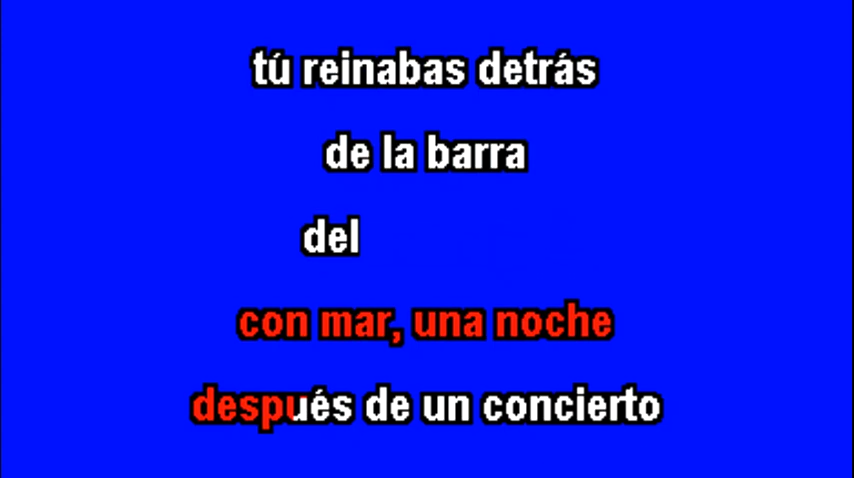 tú reinabas detrás
de la barra
del
con mar, una noche
después de un concierto